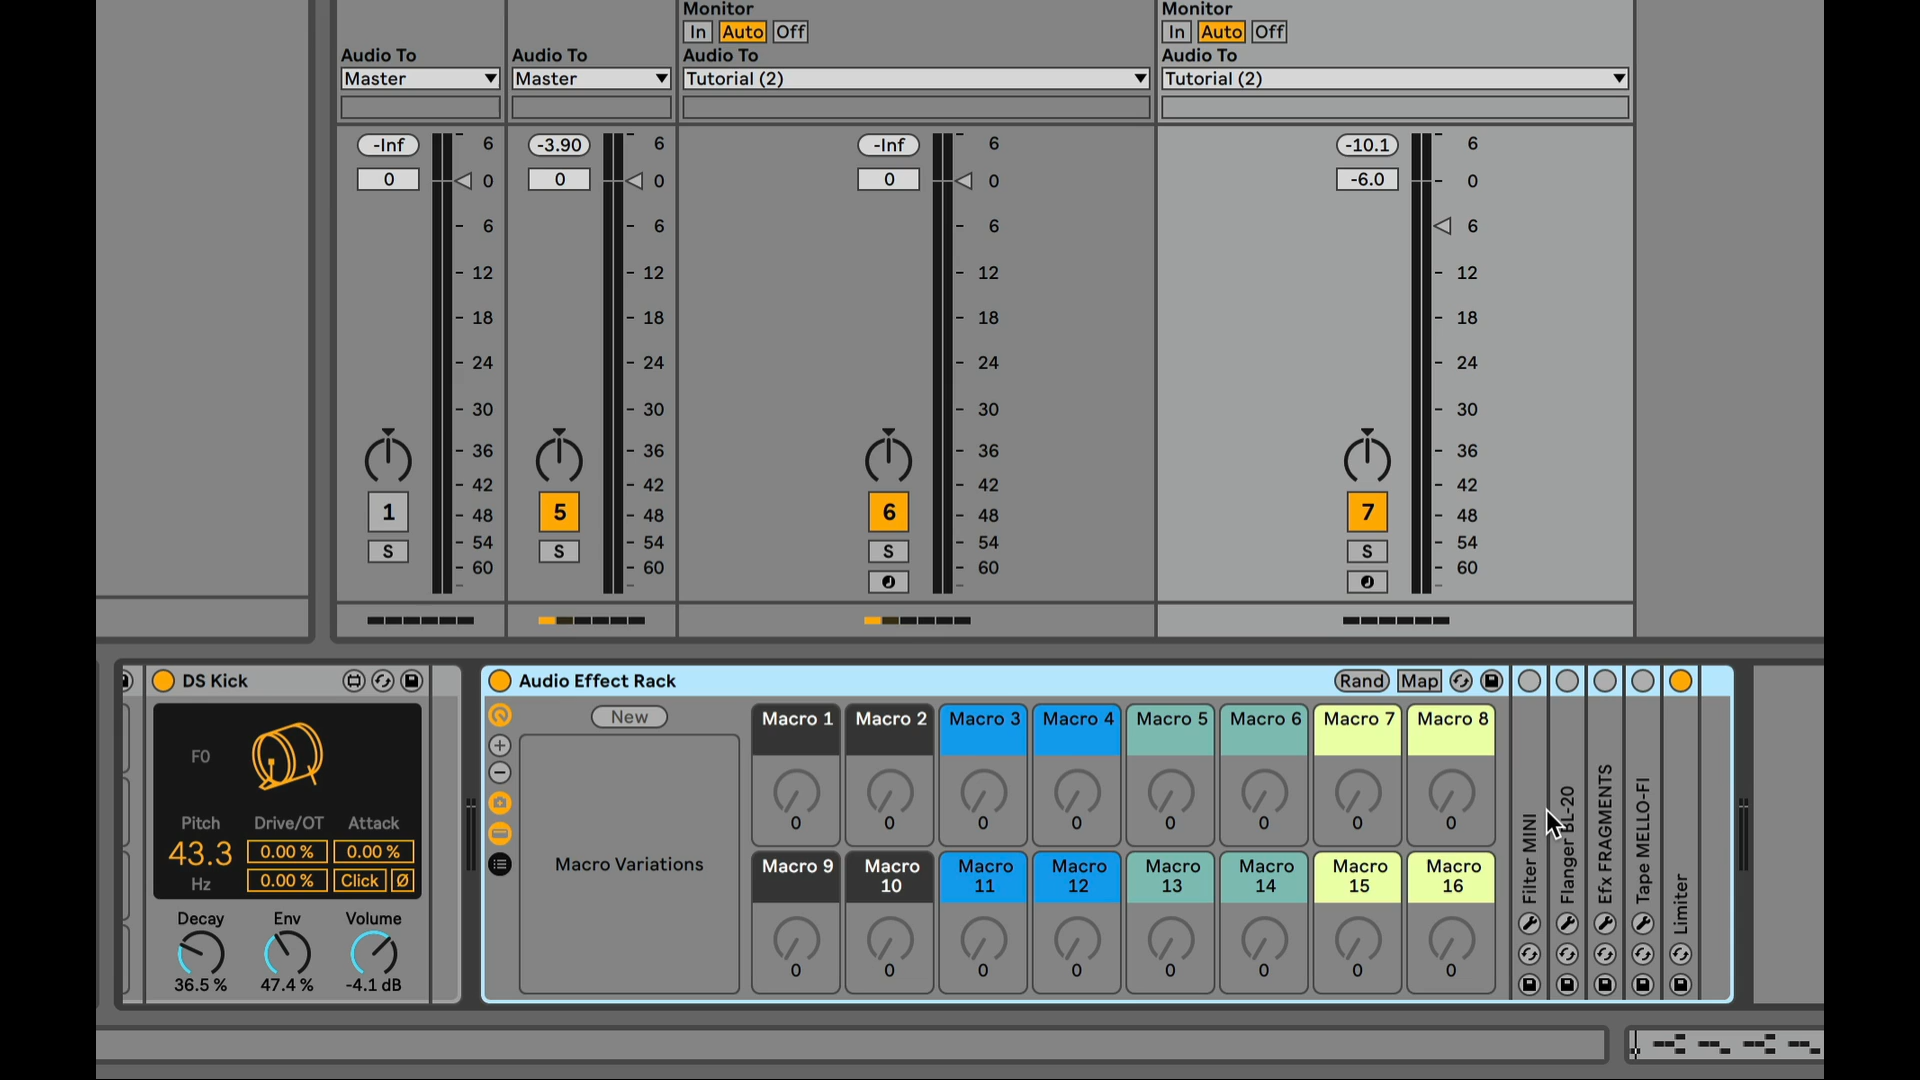 Monitor
In Auto Off
Audio To
Tutorial (2)
Monitor
In Auto Off
Audio To
Tutorial (2)
Audio To
Master
Audio To
Master
-Inf
0
6
0
6
12
18
24
30
36
42
48
54
60
1
S
-3.90
0
6
0
6
12
18
24
30
36
42
48
54
60
5
S
-Inf
0
6
0
6
12
18
24
30
36
42
48
54
60
6
S
-10.1
-6.0
6
0
6
12
18
24
30
36
42
48
54
60
7
S
DS Kick
F0
Pitch Drive/OT Attack
43.3 0.00 % 0.00 %
Hz 0.00 % Click Ø
Decay Env Volume
36.5 % 47.4 % -4.1 dB
Audio Effect Rack Rand Map
New
Macro Variations
Macro 1 Macro 2 Macro 3 Macro 4 Macro 5 Macro 6 Macro 7 Macro 8
0 0 0 0 0 0 0 0
Macro 9 Macro 10 Macro 11 Macro 12 Macro 13 Macro 14 Macro 15 Macro 16
0 0 0 0 0 0 0 0
Filter MINI
Flanger BL-20
Efx FRAGMENTS
Tape MELLO-FI
Limiter